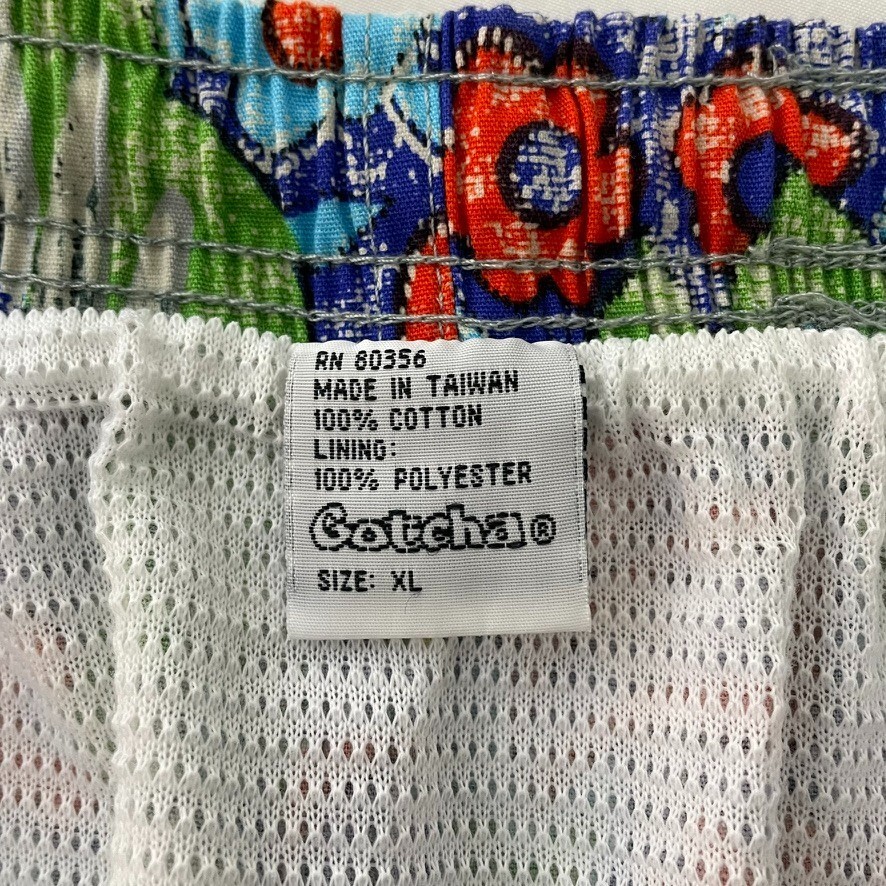 RN 80356
MADE IN TAIWAN
100% COTTON
LINING:
100% POLYESTER
Gotcha®
SIZE: XL